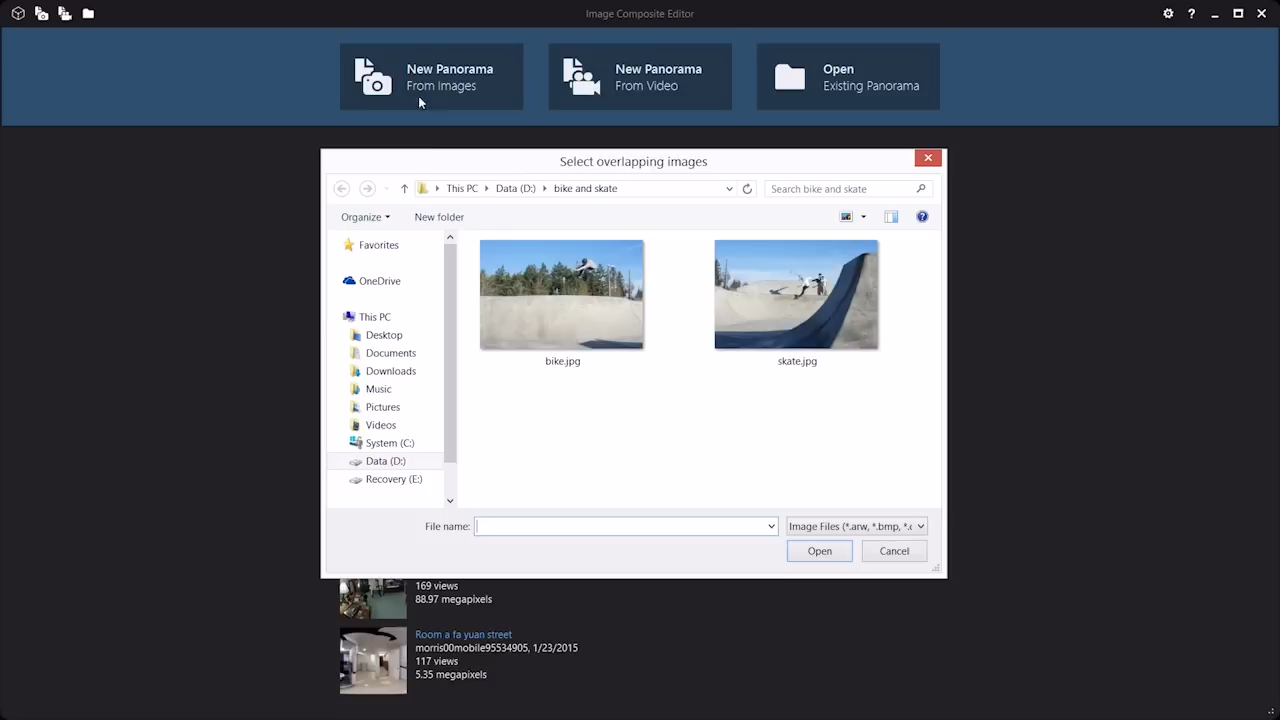 Image Composite Editor
New Panorama
From Images
New Panorama
From Video
Open
Existing Panorama
Select overlapping images
This PC
Data (D:)
bike and skate
Search bike and skate
Organize
New folder
Favorites
OneDrive
This PC
Desktop
Documents
Downloads
Music
Pictures
Videos
System (C:)
Data (D:)
Recovery (E:)
bike.jpg
skate.jpg
File name:
Image Files (*.arw, *.bmp, *.c
Open
Cancel
169 views
88.97 megapixels
Room a fa yuan street
morris00mobile95534905, 1/23/2015
117 views
5.35 megapixels